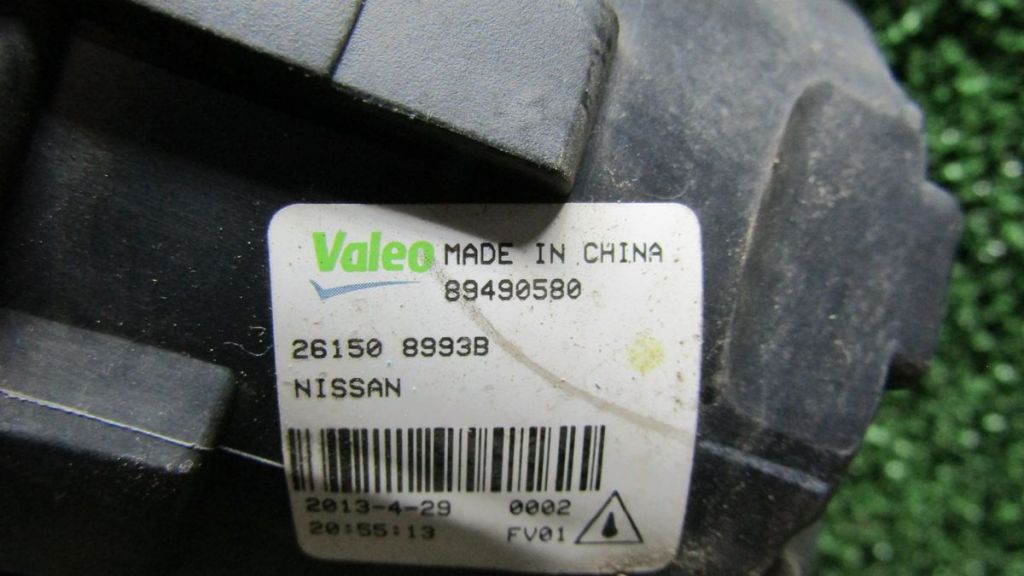 Valeo MADE IN CHINA
89490580
26150 8993B
NISSAN
2013-4-29 0002
20:55:13 FV01